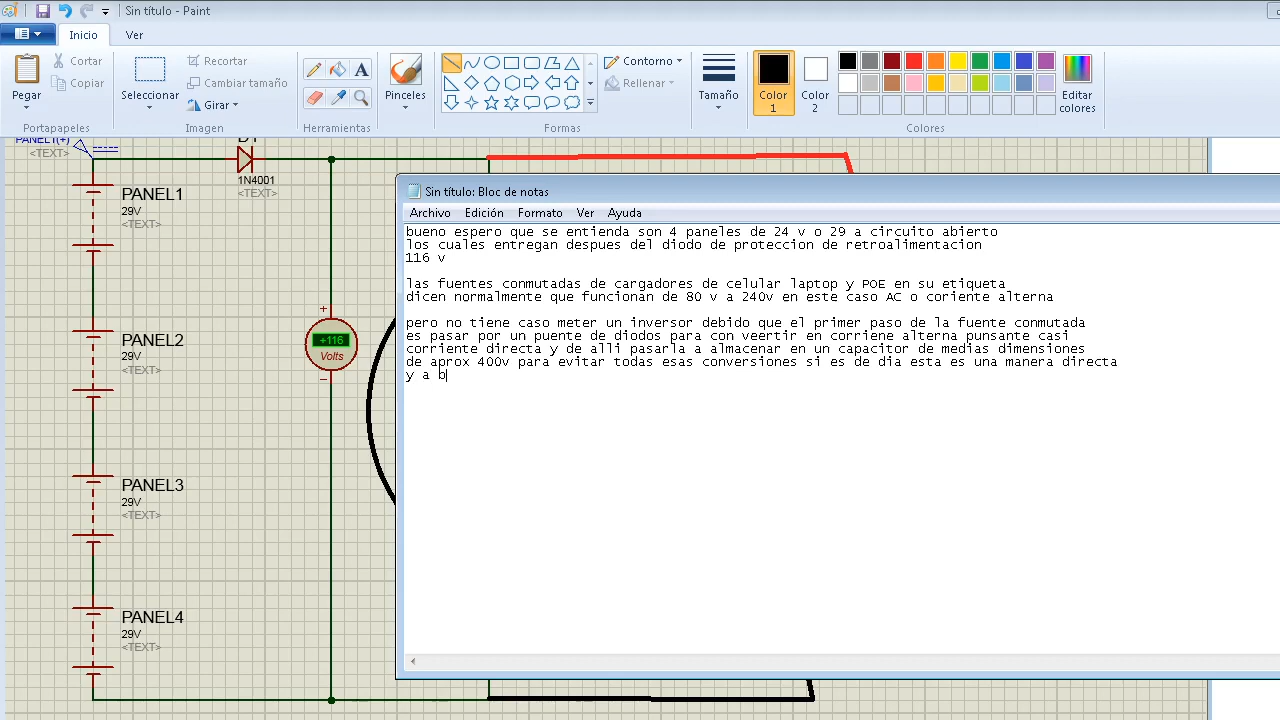 Sin título - Paint
Inicio
Ver
Pegar
Cortar
Copiar
Portapapeles
Seleccionar
Cambiar tamaño
Girar
Imagen
Herramientas
Pinceles
Contorno
Rellenar
Formas
Tamaño
Color
1
Color
2
Editar
colores
Colores
PANEL1(+)
<TEXT>
D1
1N4001
<TEXT>
PANEL1
29V
<TEXT>
PANEL2
29V
<TEXT>
PANEL3
29V
<TEXT>
PANEL4
29V
<TEXT>
+
+116
Volts
Sin título: Bloc de notas
Archivo Edición Formato Ver Ayuda
bueno espero que se entienda son 4 paneles de 24 v o 29 a circuito abierto
los cuales entregan despues del diodo de proteccion de retroalimentacion
116 v
las fuentes conmutadas de cargadores de celular laptop y POE en su etiqueta
dicen normalmente que funcionan de 80 v a 240v en este caso AC o coriente alterna
pero no tiene caso meter un inversor debido que el primer paso de la fuente conmutada
es pasar por un puente de diodos para con veertir en corriene alterna punsante casi
corriente directa y de alli pasarla a almazenar en un capacitor de medias dimensiones
de aprox 400v para evitar todas esas conversiones si es de dia esta es una manera directa
y a b